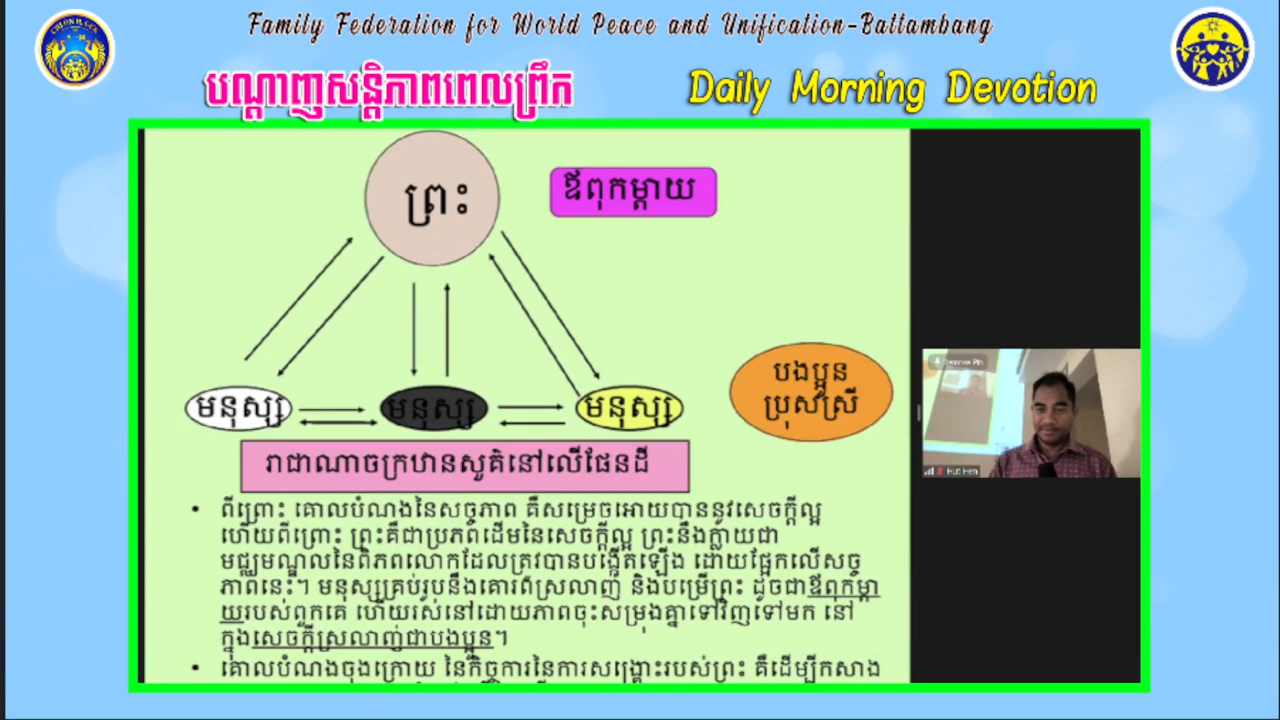 Family Federation for World Peace and Unification-Battambang
បណ្តាញសន្តិភាពពេលព្រឹក
Daily Morning Devotion
ព្រះ
ឪពុកម្តាយ
មនុស្ស
មនុស្ស
មនុស្ស
បងប្អូន
ប្រុសស្រី
រាជាណាចក្រឋានសួគ៌នៅលើផែនដី
• ពីព្រោះ គោលបំណងនៃសច្ចភាព គឺសម្រេចអោយបាននូវសេចក្តីល្អ
ហើយពីព្រោះ ព្រះគឺជាប្រភពដើមនៃសេចក្តីល្អ ព្រះនឹងក្លាយជា
មជ្ឈមណ្ឌលនៃពិភពលោកដែលត្រូវបានបង្កើតឡើង ដោយផ្អែកលើសច្ច
ភាពនេះ។ មនុស្សគ្រប់រូបនឹងគោរពស្រលាញ់ និងបម្រើព្រះ ដូចជាឪពុកម្តា
យរបស់ពួកគេ ហើយរស់នៅដោយភាពចុះសម្រុងគ្នាទៅវិញទៅមក នៅ
ក្នុងសេចក្តីស្រលាញ់ជាបងប្អូន។
• គោលបំណងចុងក្រោយ នៃកិច្ចការនៃការសង្គ្រោះរបស់ព្រះ គឺដើម្បីកសាង
Hut Hen